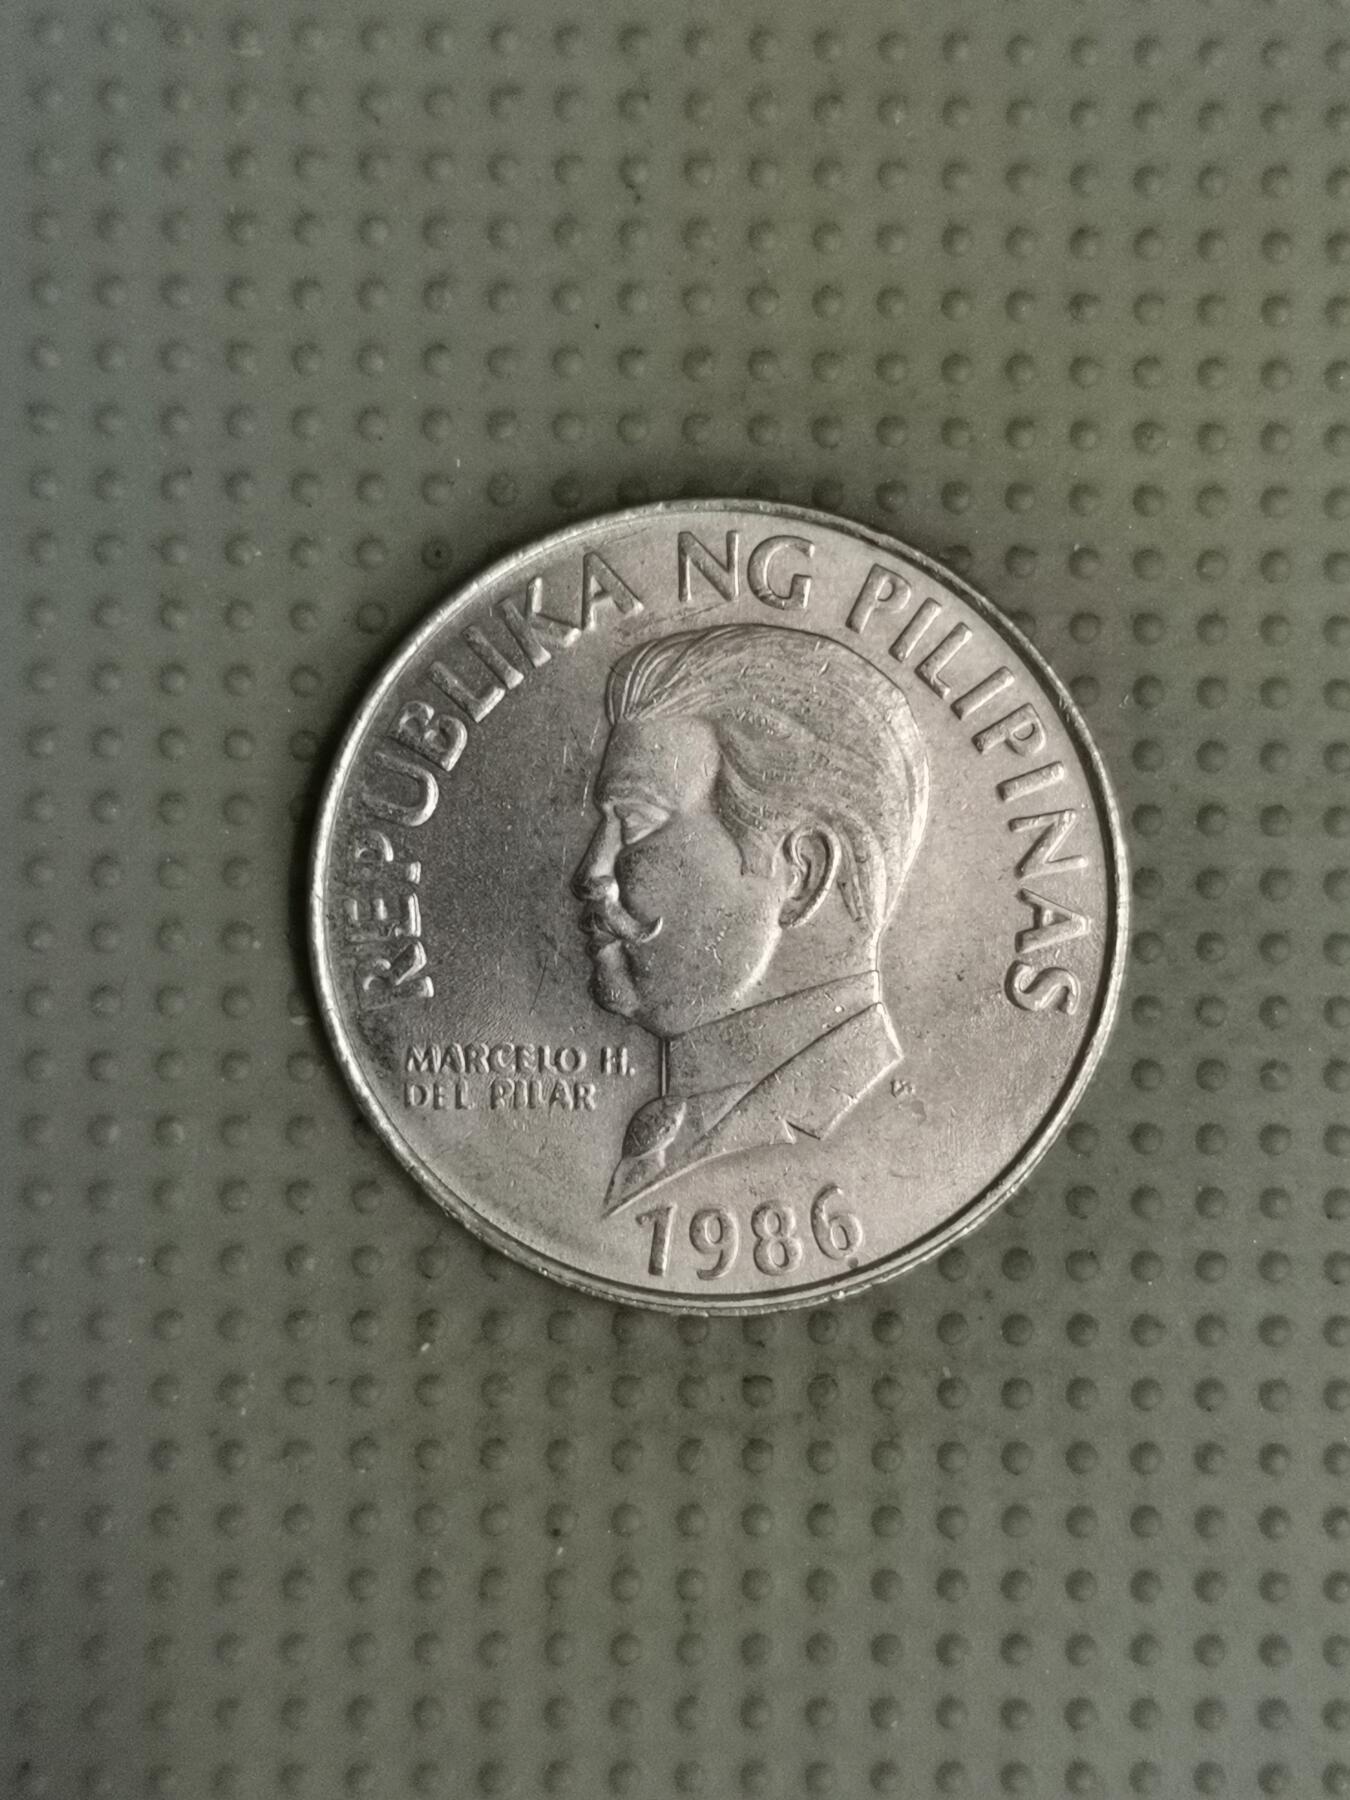 REPUBLIKA NG PILIPINAS
MARCELO H.
DEL PILAR
1986